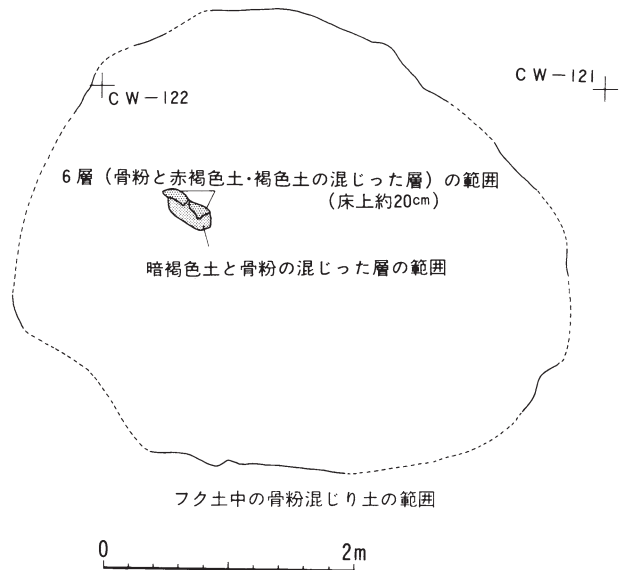 CW-121
CW-122
6層（骨粉と赤褐色土・褐色土の混じった層）の範囲
（床上約20cm）
暗褐色土と骨粉の混じった層の範囲
フク土中の骨粉混じり土の範囲
0 2m